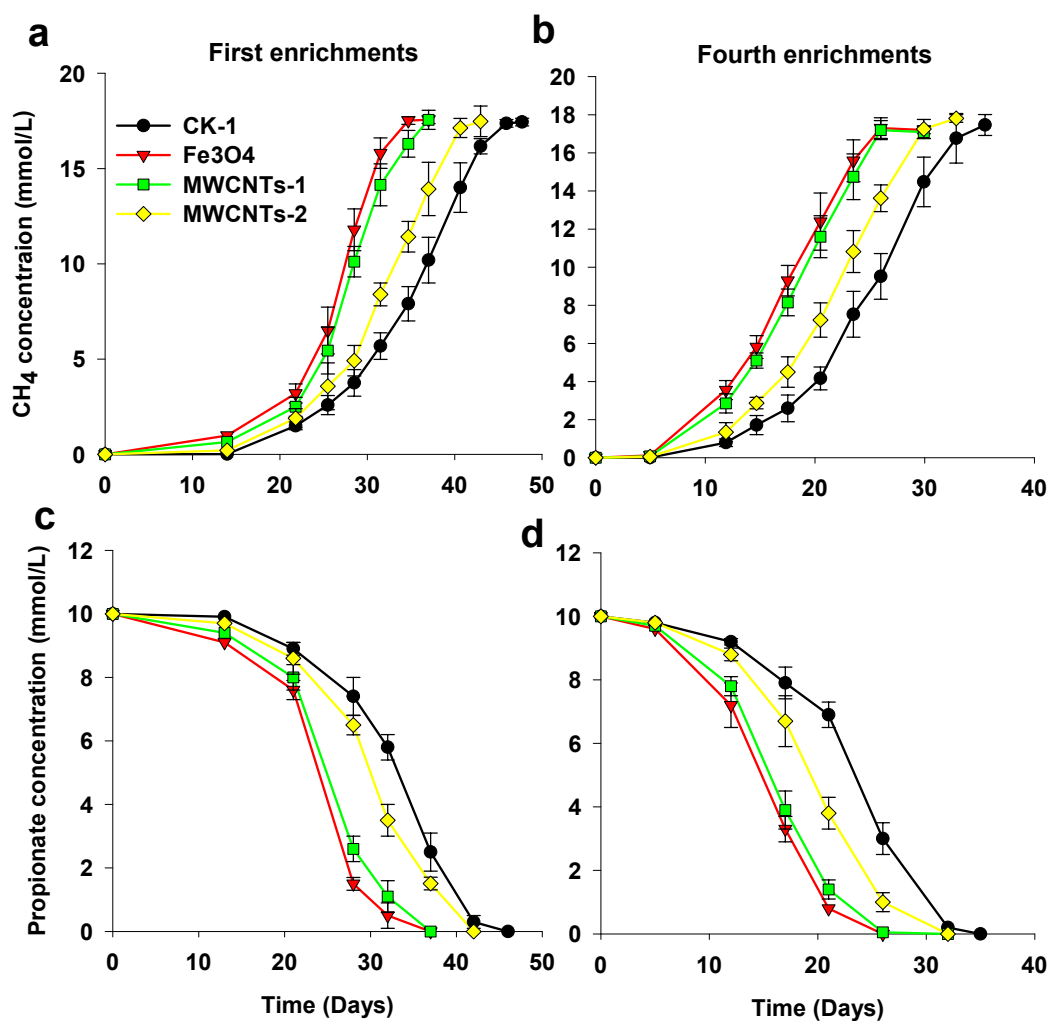 a
First enrichments
b
Fourth enrichments
CH4 concentraion (mmol/L)
20
15
10
5
0
CK-1
Fe3O4
MWCNTs-1
MWCNTs-2
0 10 20 30 40 50
20
18
16
14
12
10
8
6
4
2
0
0 10 20 30 40
c
d
Propionate concentration (mmol/L)
12
10
8
6
4
2
0
0 10 20 30 40 50
Time (Days)
12
10
8
6
4
2
0
0 10 20 30 40
Time (Days)